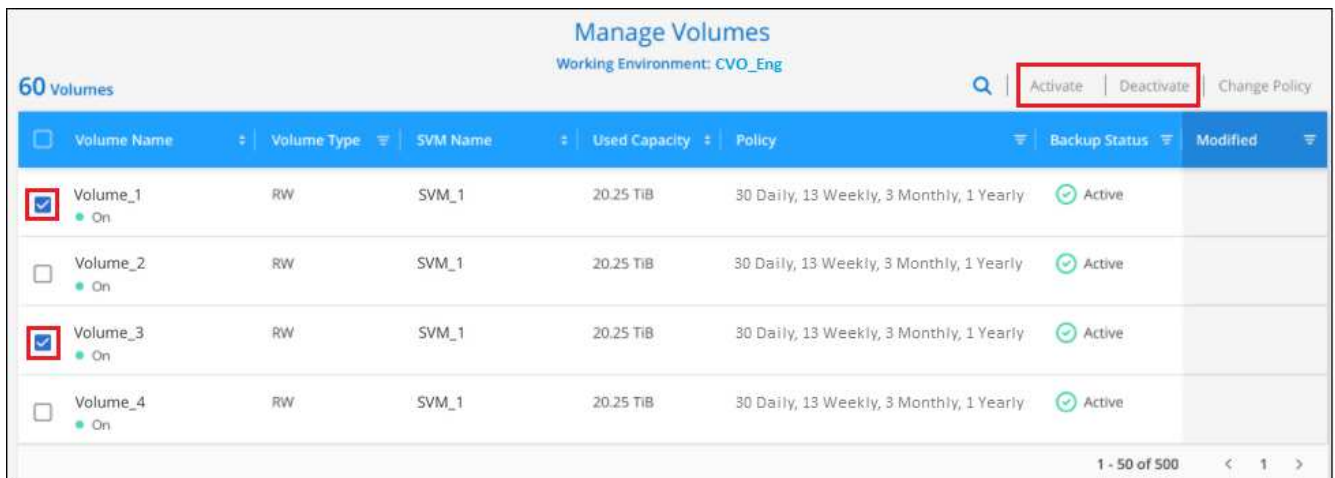 Manage Volumes
Working Environment: CVO_Eng
60 Volumes
Activate | Deactivate | Change Policy
Volume Name Volume Type SVM Name Used Capacity Policy Backup Status Modified
Volume_1 RW SVM_1 20.25 TiB 30 Daily, 13 Weekly, 3 Monthly, 1 Yearly Active
On
Volume_2 RW SVM_1 20.25 TiB 30 Daily, 13 Weekly, 3 Monthly, 1 Yearly Active
On
Volume_3 RW SVM_1 20.25 TiB 30 Daily, 13 Weekly, 3 Monthly, 1 Yearly Active
On
Volume_4 RW SVM_1 20.25 TiB 30 Daily, 13 Weekly, 3 Monthly, 1 Yearly Active
On
1 - 50 of 500 < 1 >